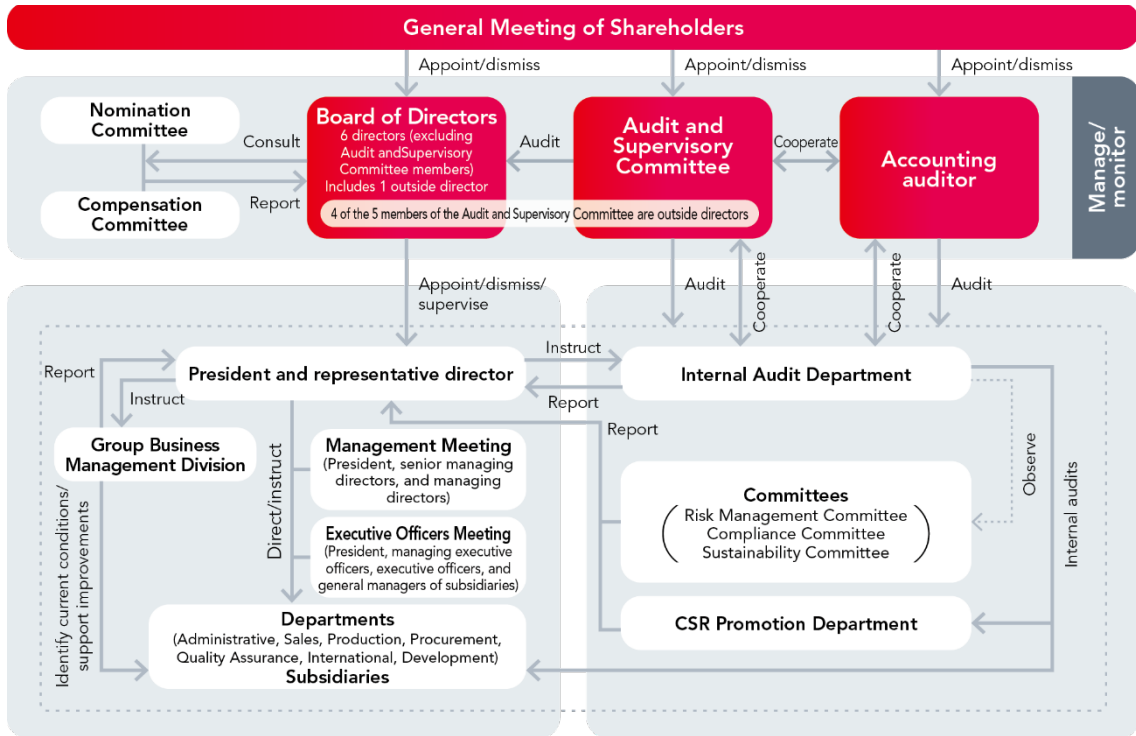 General Meeting of Shareholders
Appoint/dismiss
Appoint/dismiss
Appoint/dismiss
Nomination
Committee
Consult
Report
Compensation
Committee
Board of Directors
6 directors (excluding
Audit andSupervisory
Committee members)
Includes 1 outside director
Audit
Audit and
Supervisory
Committee
Cooperate
Accounting
auditor
4 of the 5 members of the Audit and Supervisory Committee are outside directors
Manage/
monitor
Appoint/dismiss/
supervise
Audit
Cooperate
Cooperate
Audit
Report
Instruct
President and representative director
Instruct
Report
Internal Audit Department
Report
Group Business
Management Division
Direct/instruct
Management Meeting
(President, senior managing
directors, and managing
directors)
Executive Officers Meeting
(President, managing executive
officers, executive officers, and
general managers of subsidiaries)
Committees
(Risk Management Committee
Compliance Committee
Sustainability Committee)
Observe
Internal audits
Identify current conditions/
support improvements
Departments
(Administrative, Sales, Production, Procurement,
Quality Assurance, International, Development)
Subsidiaries
CSR Promotion Department